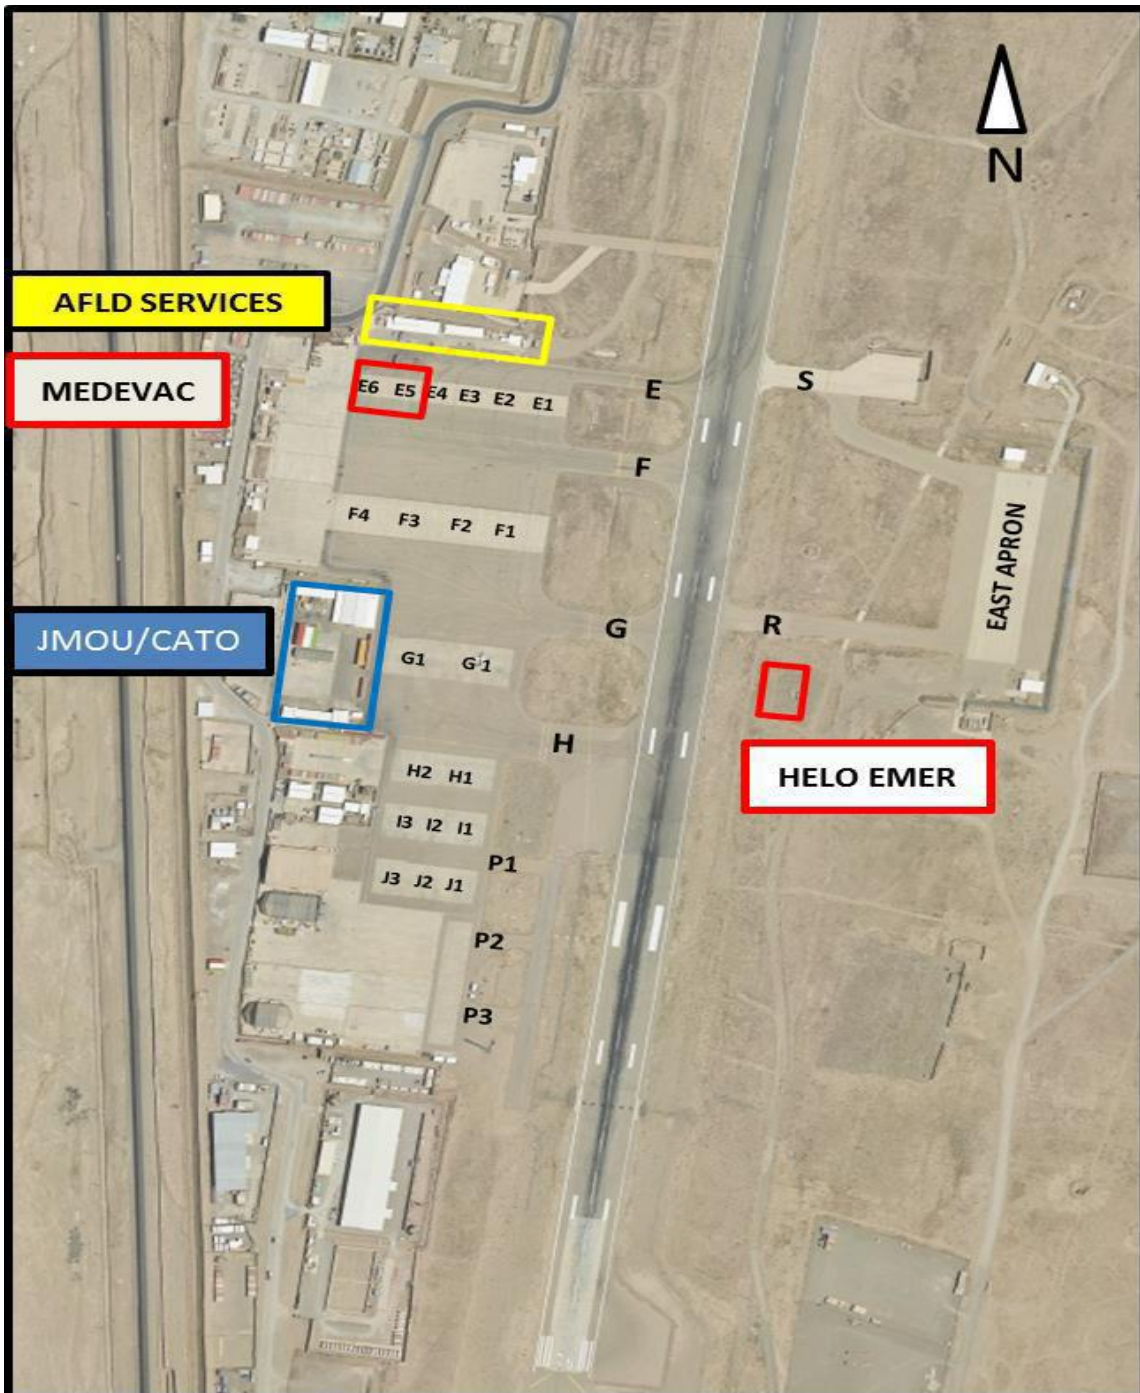 N
AFLD SERVICES
MEDEVAC
E6 E5 E4 E3 E2 E1
E
S
F
F4 F3 F2 F1
EAST APRON
JMOU/CATO
G
R
G1 G1
H
HELO EMER
H2 H1
I3 I2 I1
P1
J3 J2 J1
P2
P3